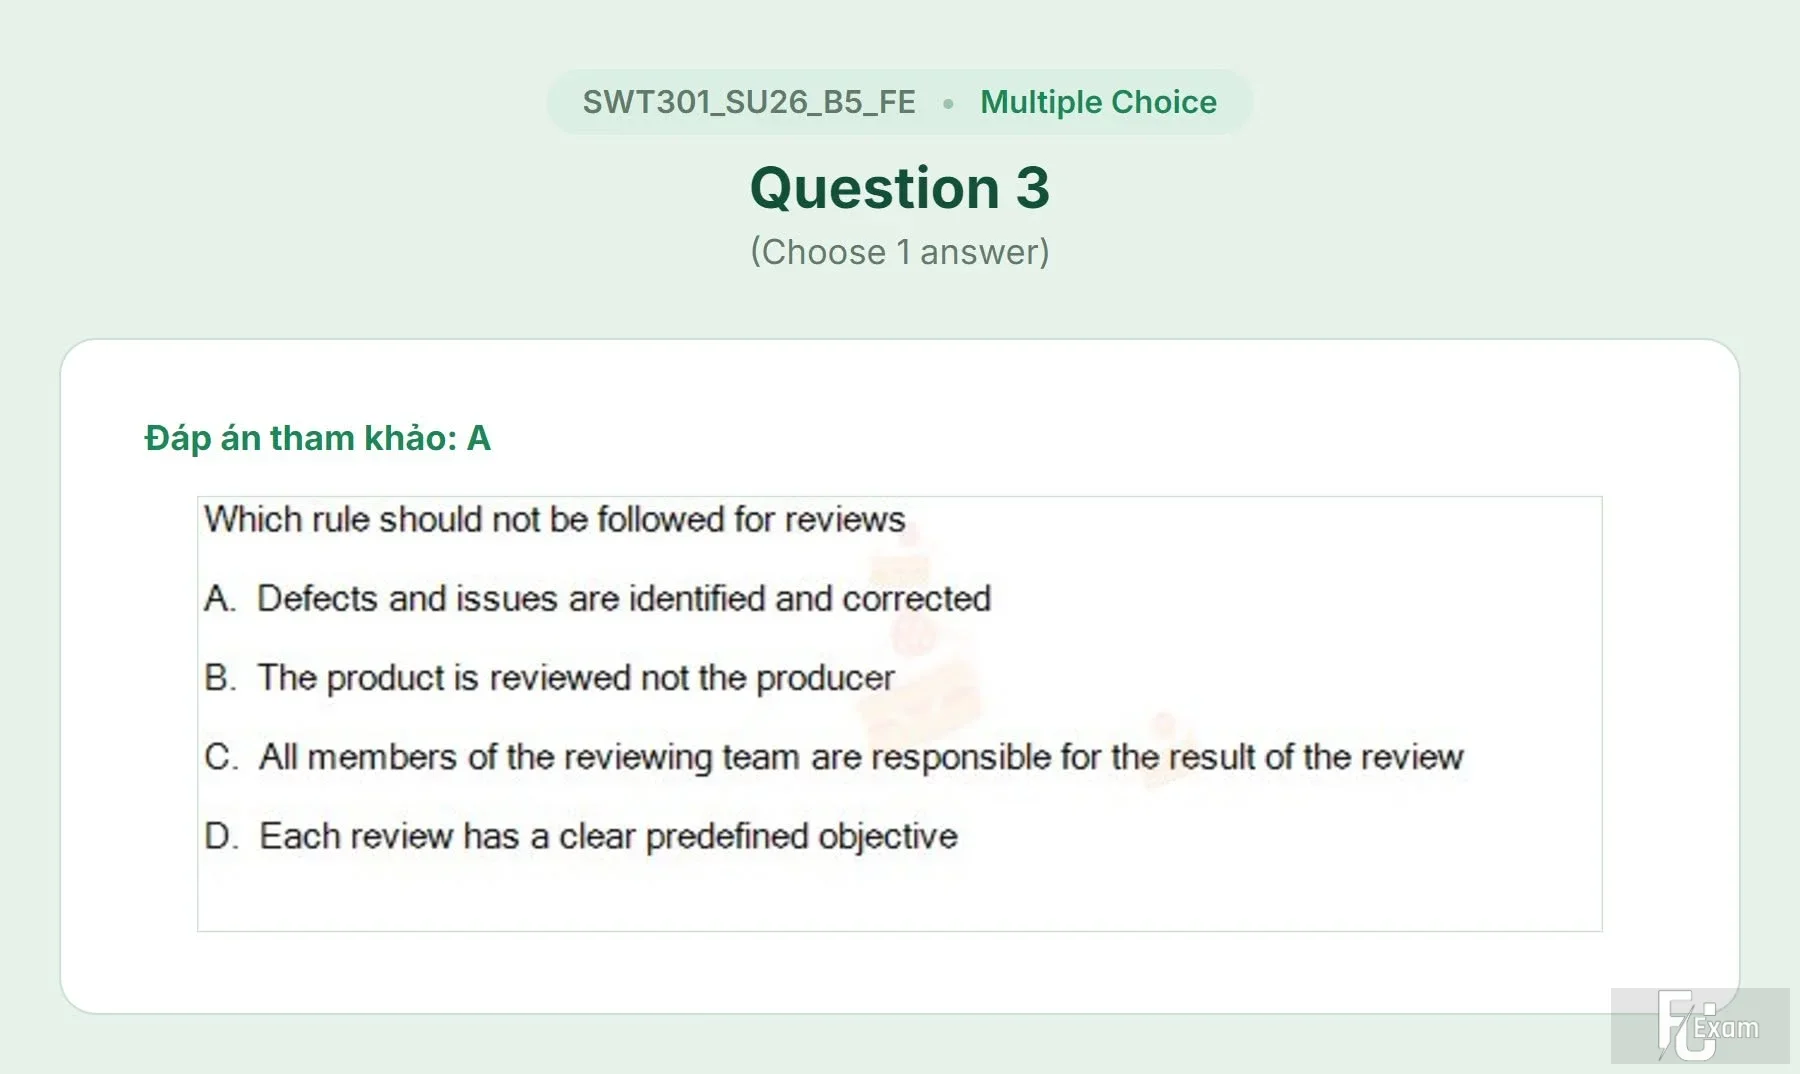 SWT301_SU26_B5_FE • Multiple Choice
Question 3
(Choose 1 answer)
Đáp án tham khảo: A
Which rule should not be followed for reviews
A. Defects and issues are identified and corrected
B. The product is reviewed not the producer
C. All members of the reviewing team are responsible for the result of the review
D. Each review has a clear predefined objective
FU Exam